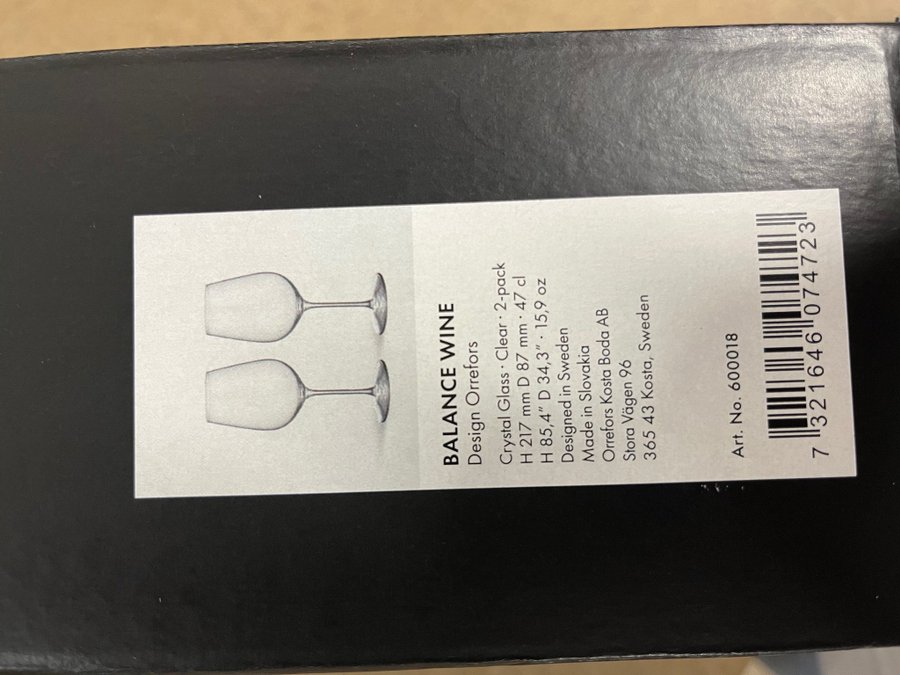 BALANCE WINE
Design Orrefors
Crystal Glass · Clear · 2-pack
H 217 mm D 87 mm · 47 cl
H 85,4" D 34,3" · 15,9 oz
Designed in Sweden
Made in Slovakia
Orrefors Kosta Boda AB
Stora Vägen 96
365 43 Kosta, Sweden
Art. No. 600018
7 321646 074723